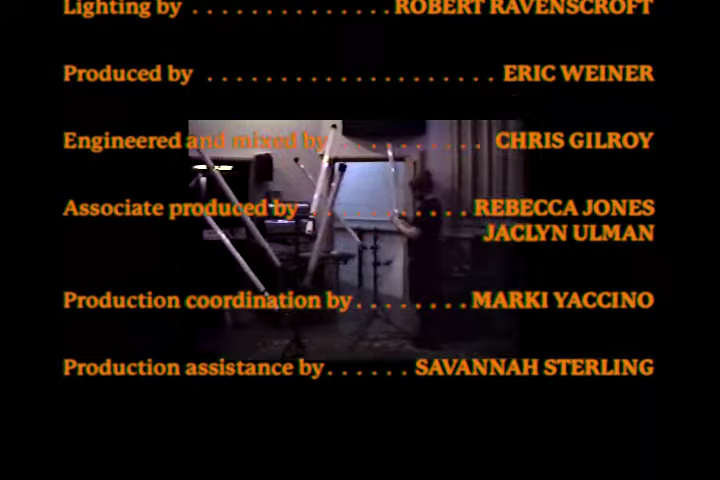 Lighting by . . . . . . . . . . . . . . . ROBERT RAVENSCROFT
Produced by . . . . . . . . . . . . . . . . . . . . . ERIC WEINER
Engineered and mixed by . . . . . . . . . . . CHRIS GILROY
Associate produced by . . . . . . . . . . . . REBECCA JONES
JACLYN ULMAN
Production coordination by . . . . . . . . MARKI YACCINO
Production assistance by . . . . . . SAVANNAH STERLING